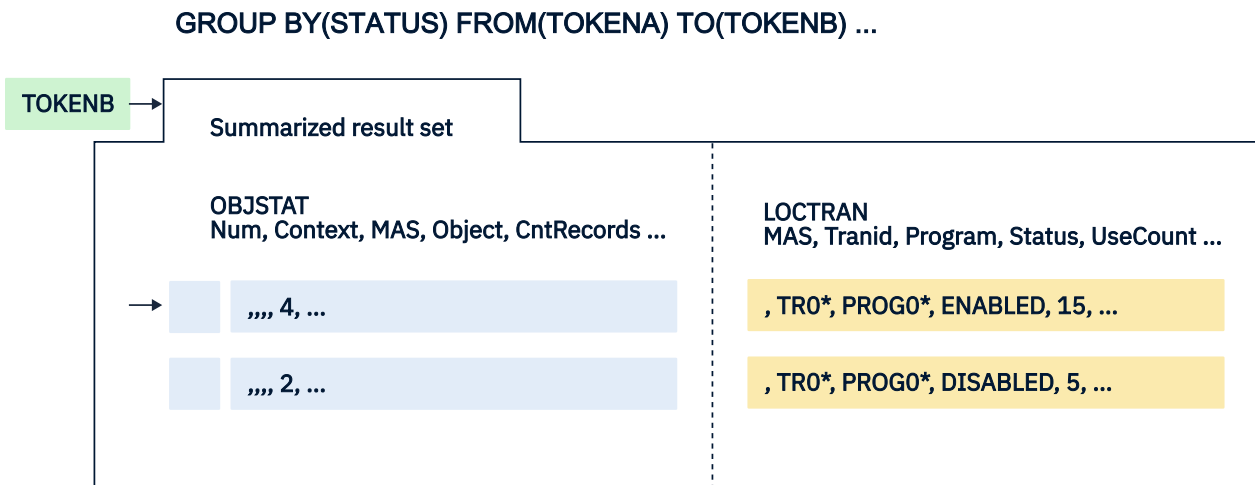 GROUP BY(STATUS) FROM(TOKENA) TO(TOKENB) ...
TOKENB
Summarized result set
OBJSTAT
Num, Context, MAS, Object, CntRecords ...
LOCTRAN
MAS, Tranid, Program, Status, UseCount ...
,,,, 4, ...
, TR0*, PROG0*, ENABLED, 15, ...
,,,, 2, ...
, TR0*, PROG0*, DISABLED, 5, ...